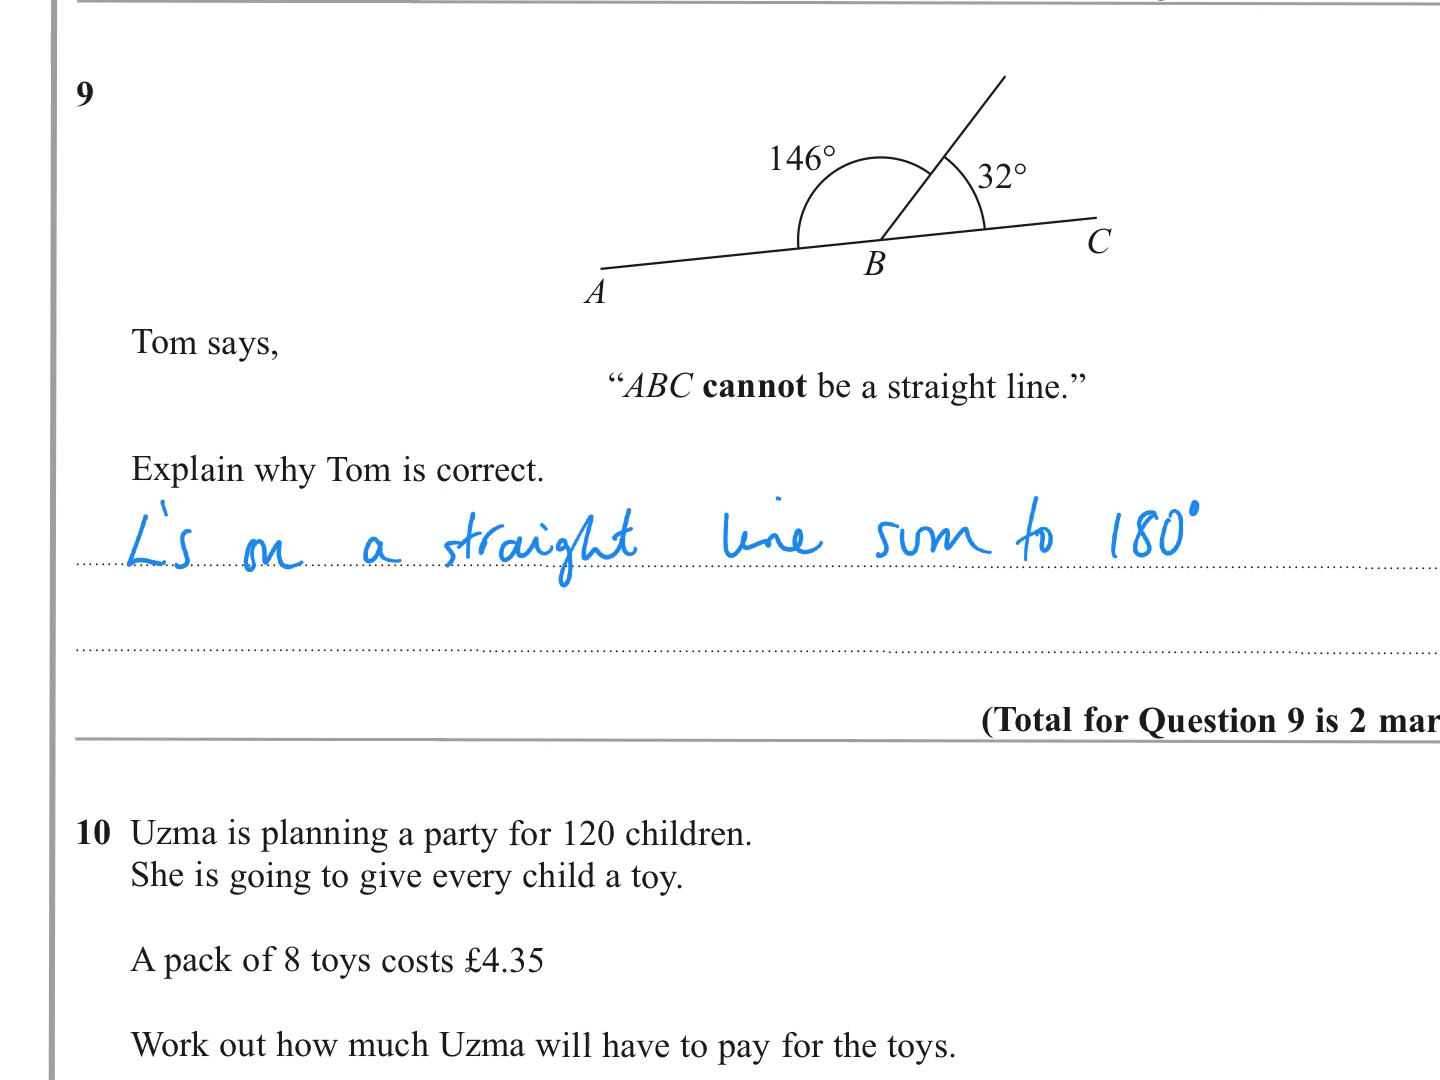 9
146°
32°
A
B
C
Tom says,
“ABC cannot be a straight line.”
Explain why Tom is correct.
∠'s on a straight line sum to 180°
(Total for Question 9 is 2 mar
10 Uzma is planning a party for 120 children.
She is going to give every child a toy.
A pack of 8 toys costs £4.35
Work out how much Uzma will have to pay for the toys.